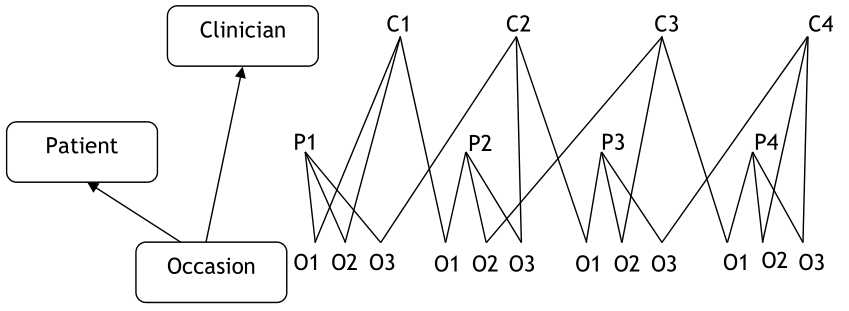 Clinician
C1 C2 C3 C4
Patient
P1 P2 P3 P4
Occasion
O1 O2 O3 O1 O2 O3 O1 O2 O3 O1 O2 O3